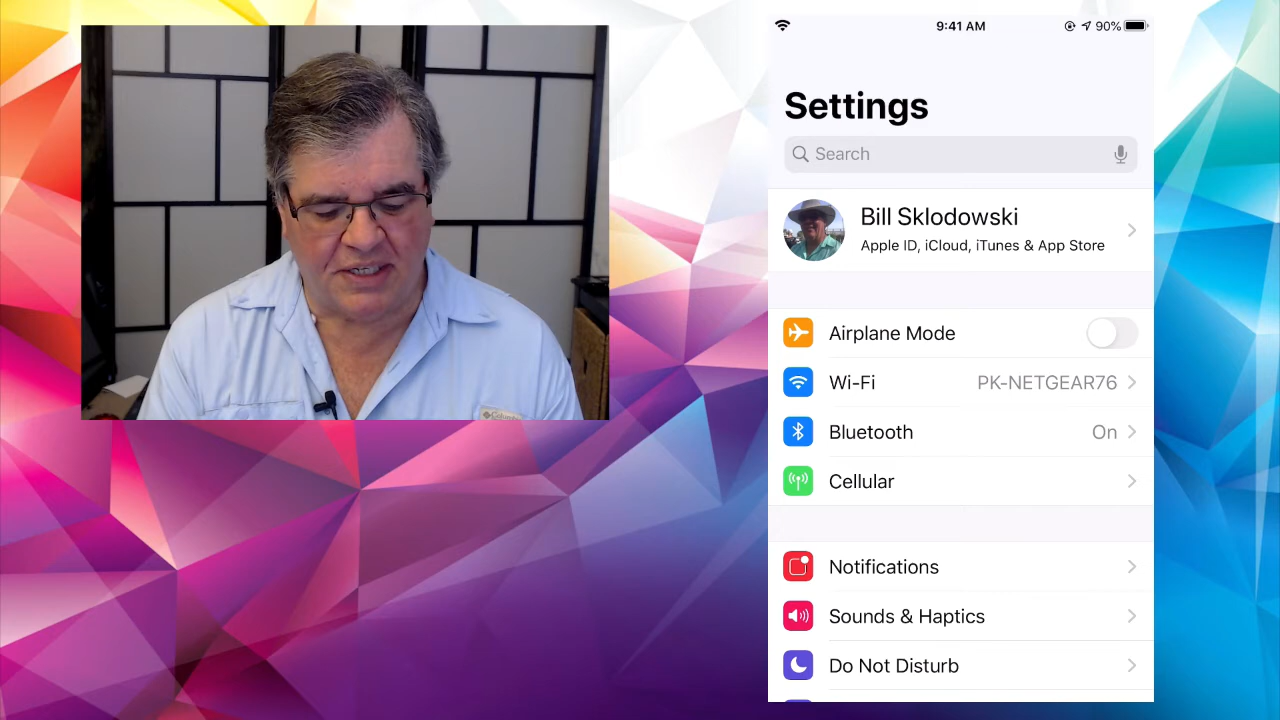 9:41 AM
90%
Settings
Search
Bill Sklodowski
Apple ID, iCloud, iTunes & App Store
Airplane Mode
Wi-Fi
PK-NETGEAR76
Bluetooth
On
Cellular
Notifications
Sounds & Haptics
Do Not Disturb
Columbia